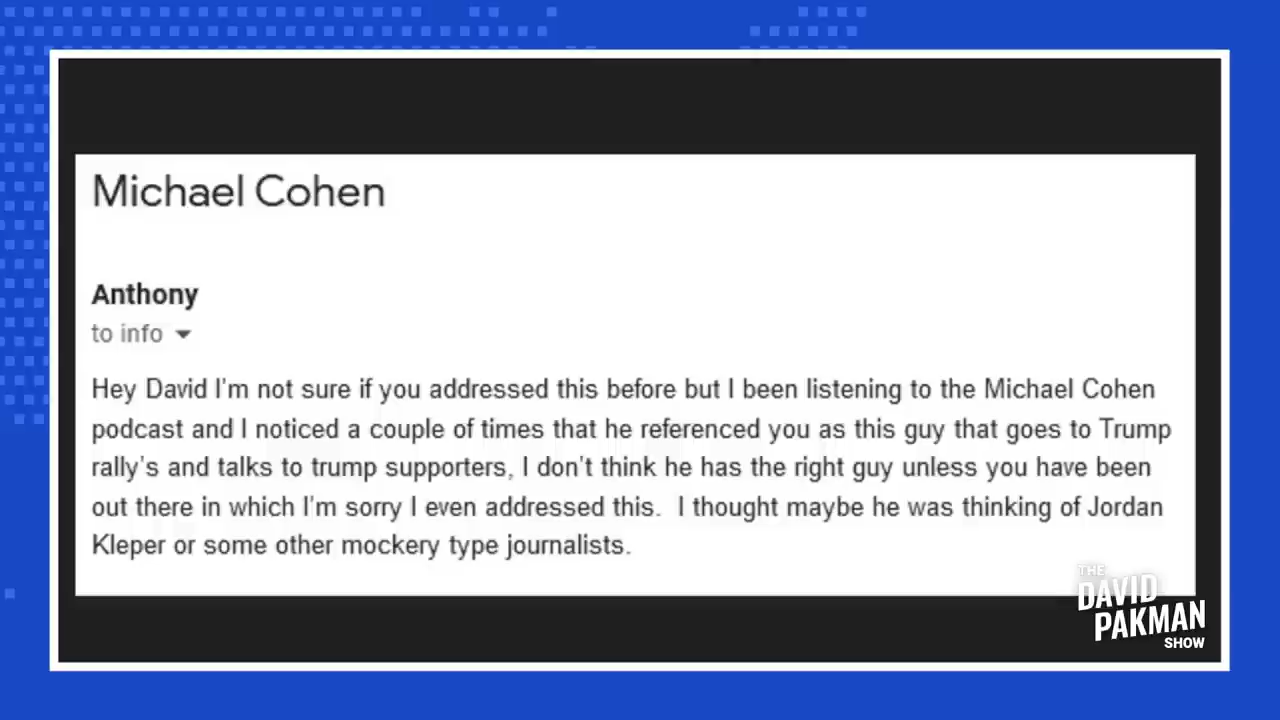 Michael Cohen
Anthony
to info
Hey David I'm not sure if you addressed this before but I been listening to the Michael Cohen
podcast and I noticed a couple of times that he referenced you as this guy that goes to Trump
rally's and talks to trump supporters, I don't think he has the right guy unless you have been
out there in which I'm sorry I even addressed this.  I thought maybe he was thinking of Jordan
Kleper or some other mockery type journalists.
THE
DAVID
PAKMAN
SHOW